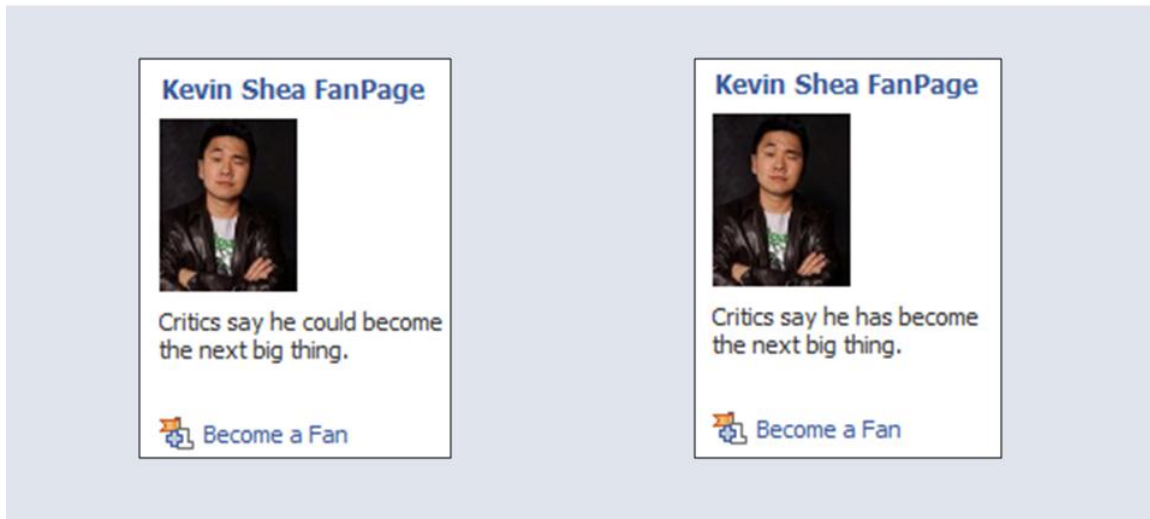 Kevin Shea FanPage
Critics say he could become
the next big thing.
Become a Fan
Kevin Shea FanPage
Critics say he has become
the next big thing.
Become a Fan